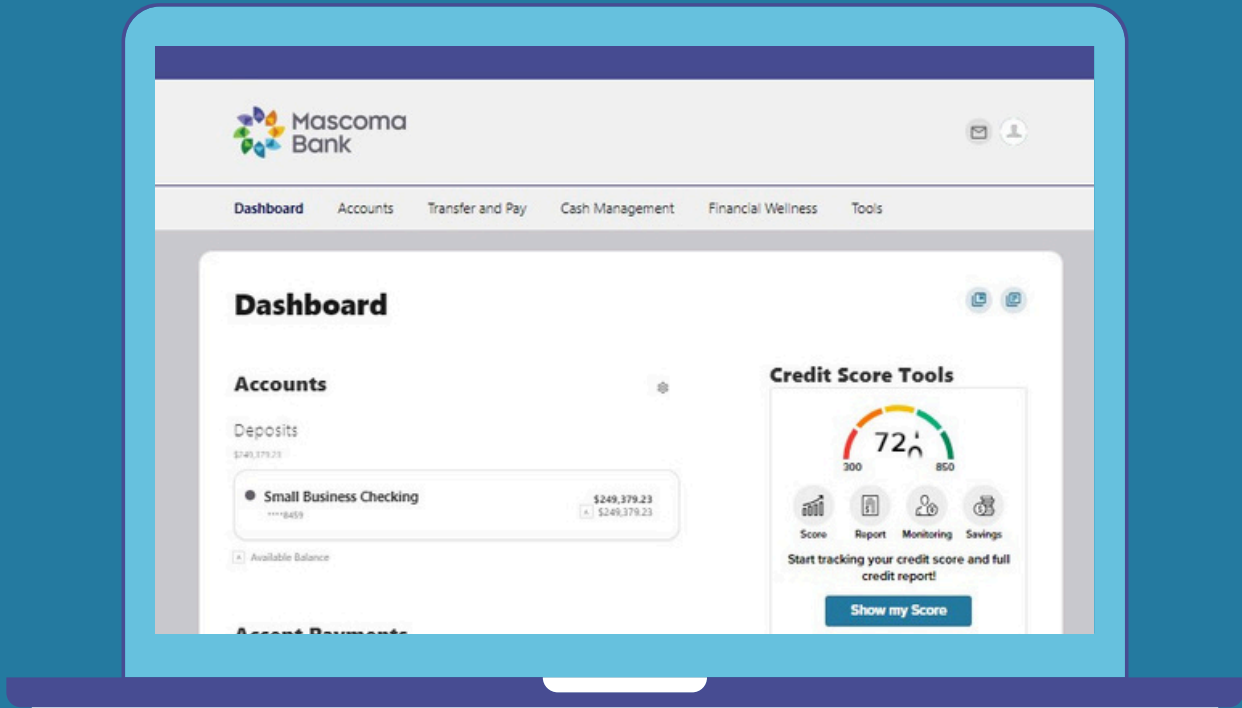 Mascoma
Bank
Dashboard Accounts Transfer and Pay Cash Management Financial Wellness Tools
Dashboard
Accounts
Deposits
$249,379.23
Small Business Checking
****8459
$249,379.23
A $249,379.23
A Available Balance
Accept Payments
Credit Score Tools
300 850
Score Report Monitoring Savings
Start tracking your credit score and full
credit report!
Show my Score